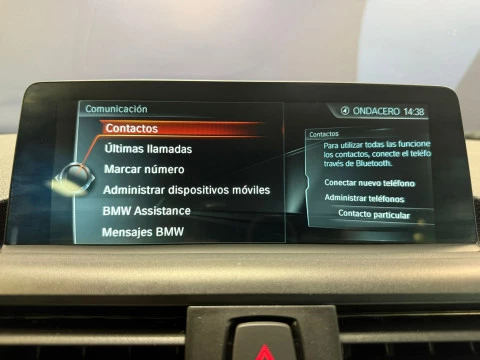 Comunicación
ONDACERO 14:38
Contactos
Últimas llamadas
Marcar número
Administrar dispositivos móviles
BMW Assistance
Mensajes BMW
Contactos
Para utilizar todas las funcione
los contactos, conecte el teléfo
través de Bluetooth.
Conectar nuevo teléfono
Administrar teléfonos
Contacto particular